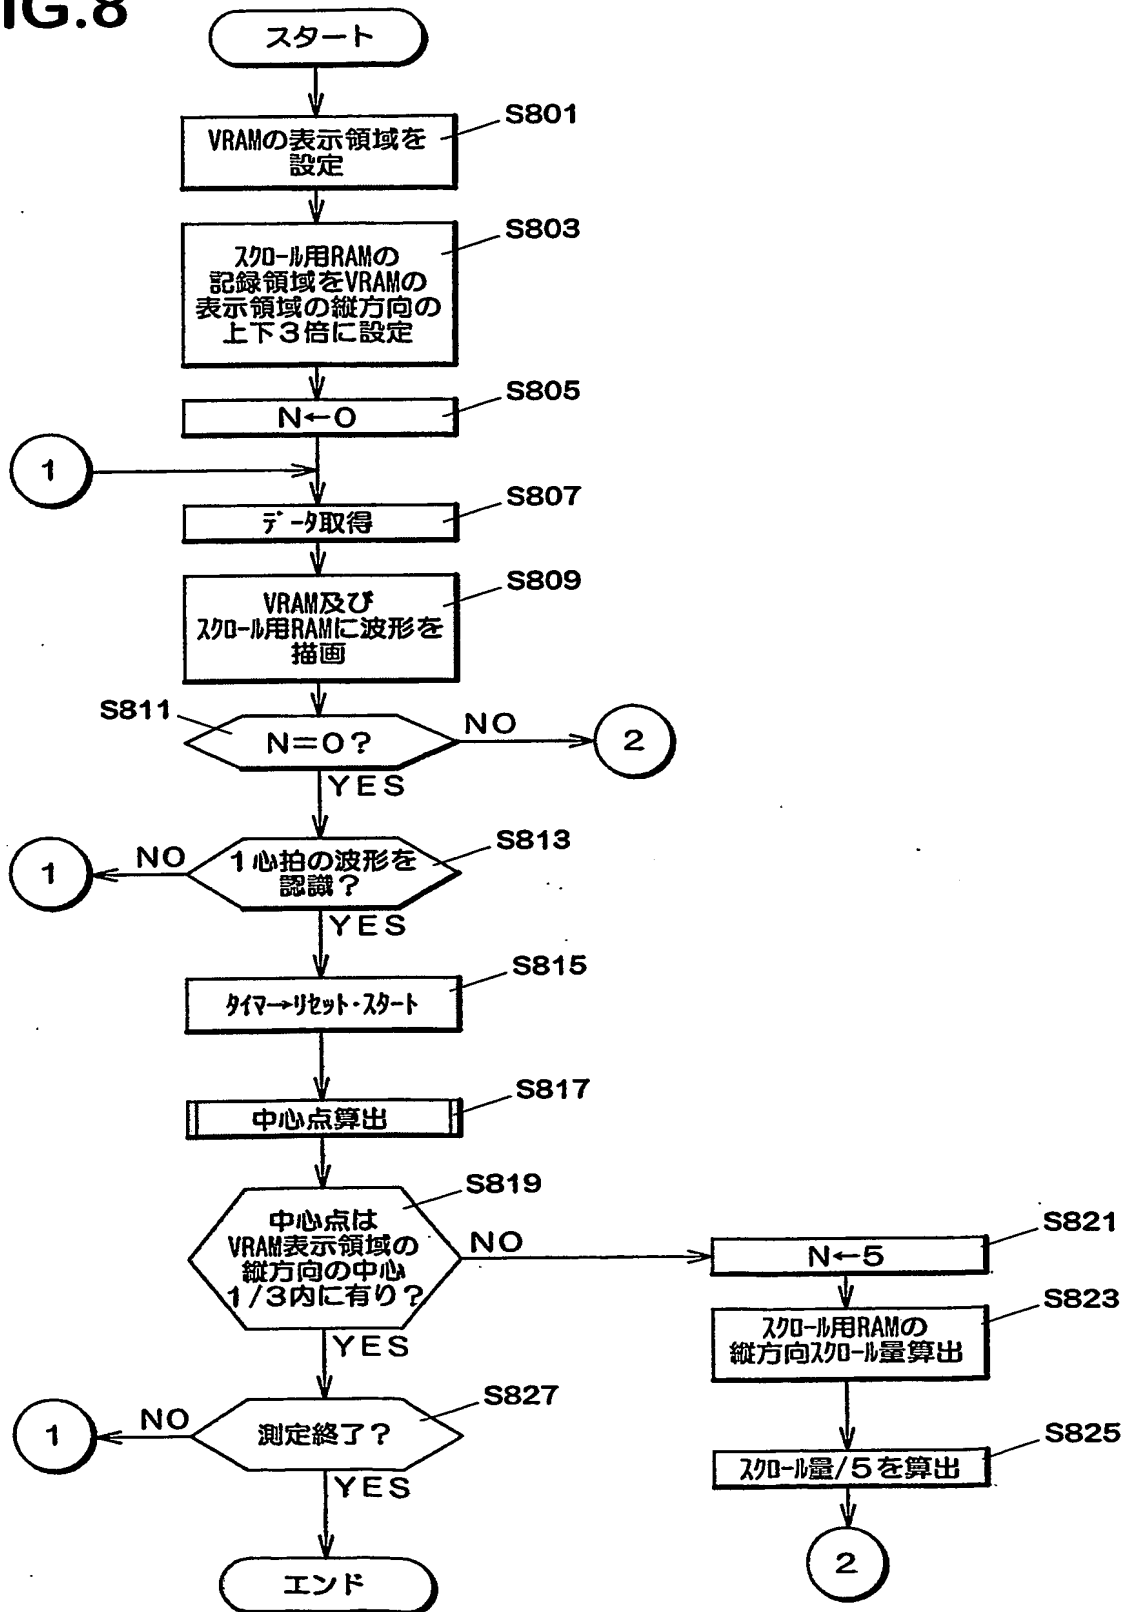 IG.8
スタート
S801
VRAMの表示領域を
設定
S803
スクロール用RAMの
記録領域をVRAMの
表示領域の縦方向の
上下3倍に設定
S805
N←0
1
S807
データ取得
S809
VRAM及び
スクロール用RAMに波形を
描画
S811
N=0?
NO
2
YES
S813
1心拍の波形を
認識?
NO
1
YES
S815
タイマ→リセット・スタート
S817
中心点算出
S819
中心点は
VRAM表示領域の
縦方向の中心
1/3内に有り?
NO
S821
N←5
S823
スクロール用RAMの
縦方向スクロール量算出
YES
S827
測定終了?
NO
1
S825
スクロール量/5を算出
YES
2
エンド